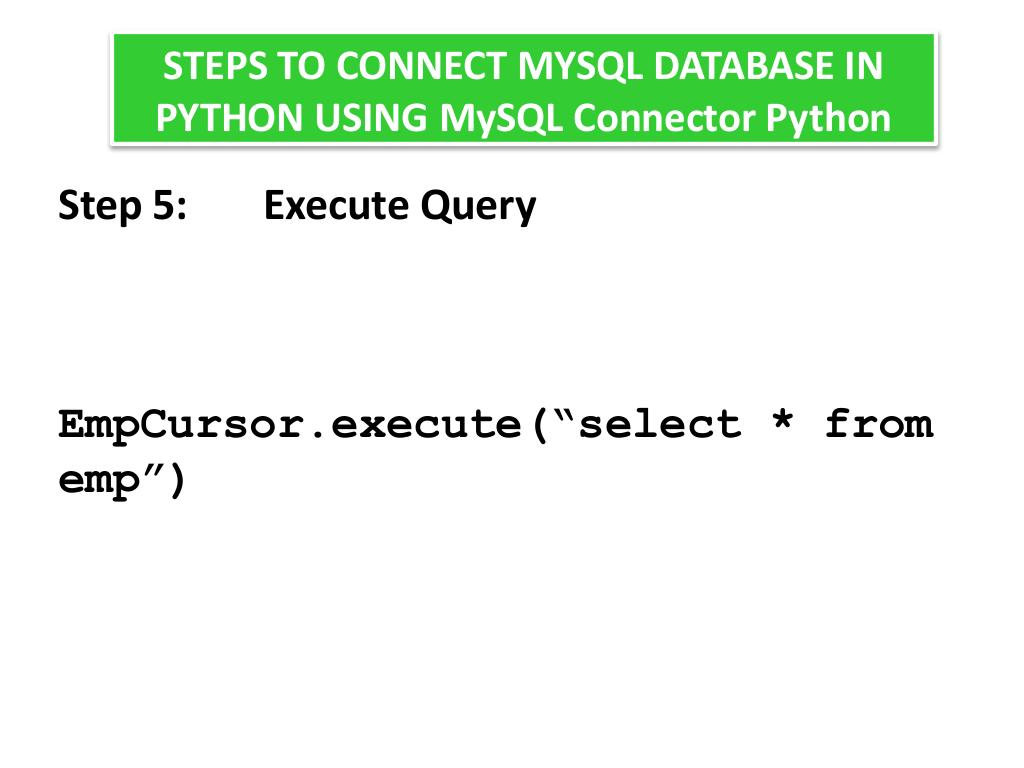 STEPS TO CONNECT MYSQL DATABASE IN
PYTHON USING MySQL Connector Python
Step 5: Execute Query
EmpCursor.execute(“select * from
emp”)